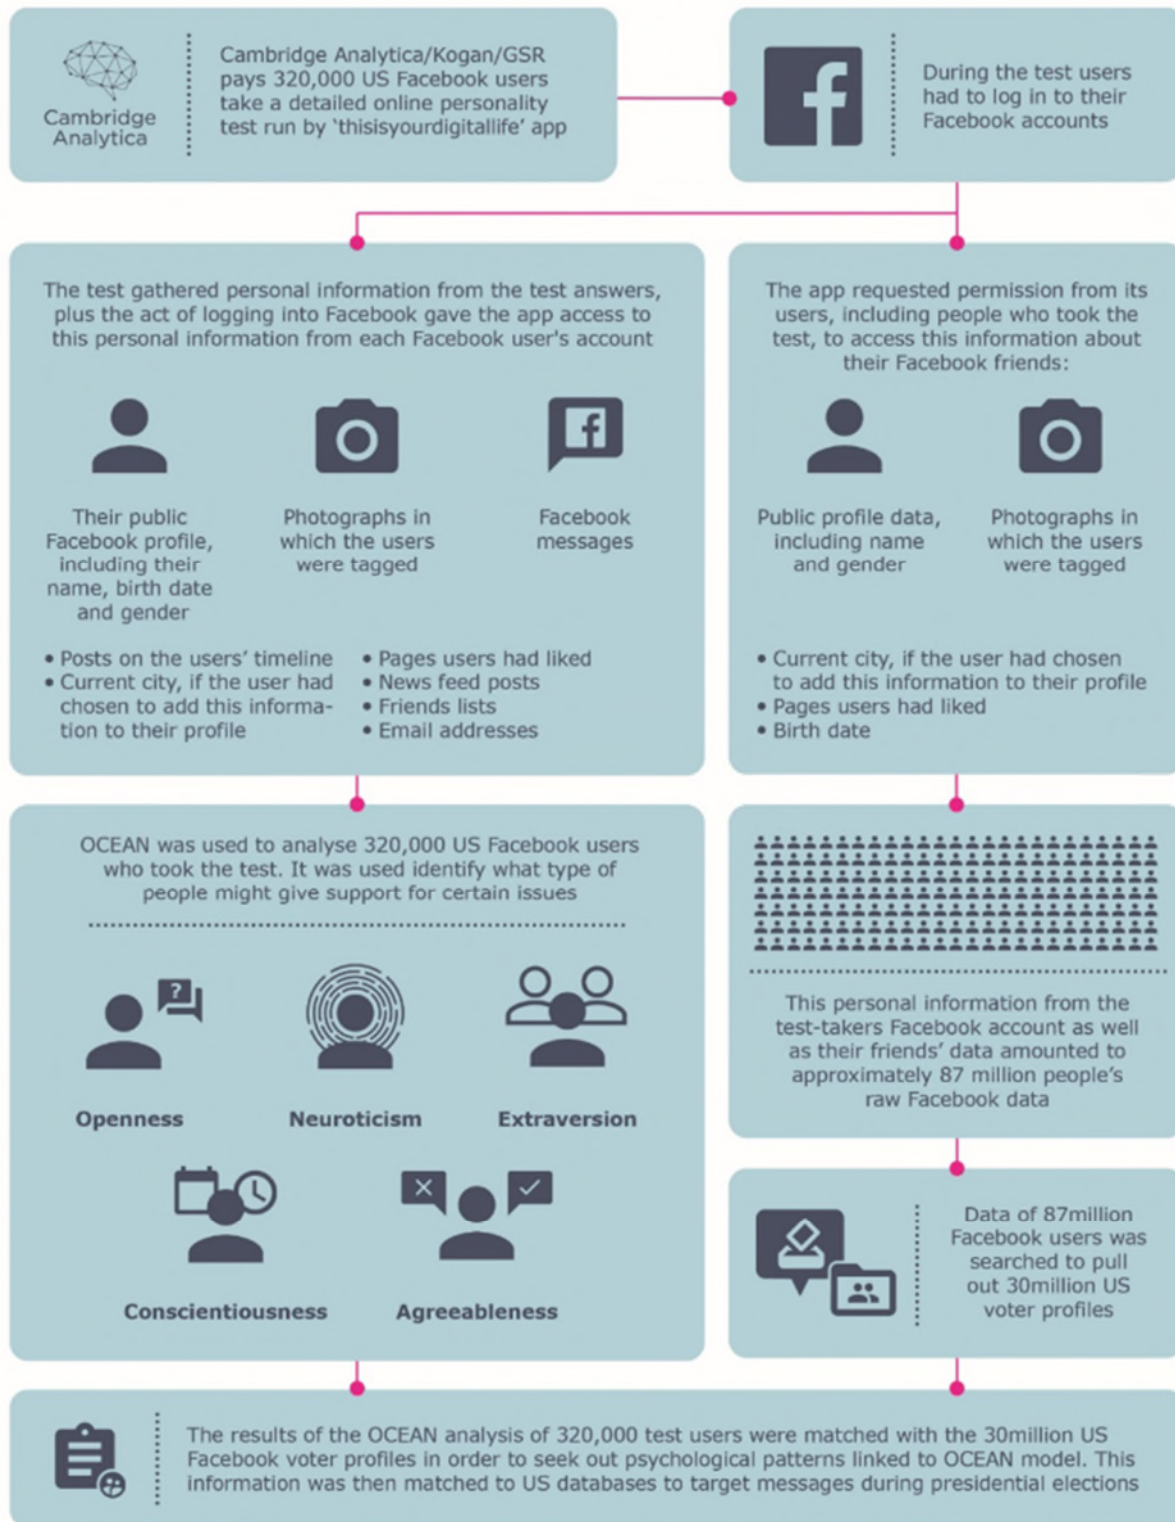 Cambridge
Analytica
Cambridge Analytica/Kogan/GSR
pays 320,000 US Facebook users
take a detailed online personality
test run by ‘thisisyourdigitallife’ app
f
During the test users
had to log in to their
Facebook accounts
The test gathered personal information from the test answers,
plus the act of logging into Facebook gave the app access to
this personal information from each Facebook user's account
f
Their public
Facebook profile,
including their
name, birth date
and gender
Photographs in
which the users
were tagged
Facebook
messages
• Posts on the users’ timeline
• Current city, if the user had
chosen to add this informa-
tion to their profile
• Pages users had liked
• News feed posts
• Friends lists
• Email addresses
The app requested permission from its
users, including people who took the
test, to access this information about
their Facebook friends:
Public profile data,
including name
and gender
Photographs in
which the users
were tagged
• Current city, if the user had chosen
to add this information to their profile
• Pages users had liked
• Birth date
OCEAN was used to analyse 320,000 US Facebook users
who took the test. It was used identify what type of
people might give support for certain issues
?
Openness
Neuroticism
Extraversion
Conscientiousness
Agreeableness
This personal information from the
test-takers Facebook account as well
as their friends’ data amounted to
approximately 87 million people’s
raw Facebook data
Data of 87million
Facebook users was
searched to pull
out 30million US
voter profiles
The results of the OCEAN analysis of 320,000 test users were matched with the 30million US
Facebook voter profiles in order to seek out psychological patterns linked to OCEAN model. This
information was then matched to US databases to target messages during presidential elections